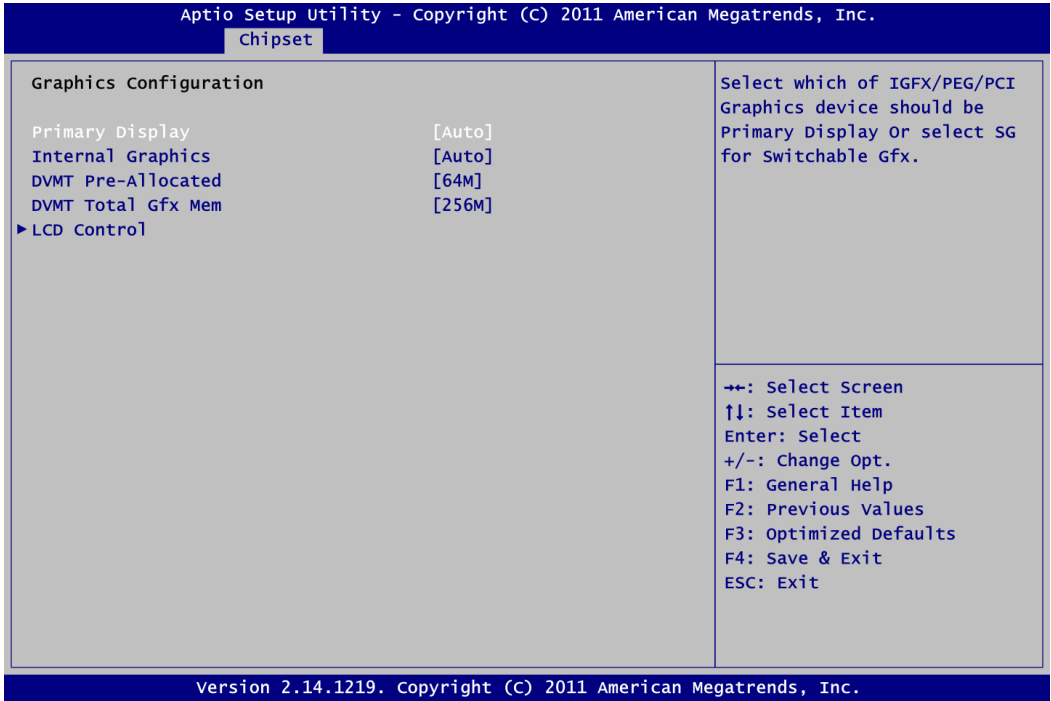 Aptio Setup Utility - Copyright (C) 2011 American Megatrends, Inc.
Chipset
Graphics Configuration
Primary Display [Auto]
Internal Graphics [Auto]
DVMT Pre-Allocated [64M]
DVMT Total Gfx Mem [256M]
►LCD Control
Select which of IGFX/PEG/PCI
Graphics device should be
Primary Display Or select SG
for Switchable Gfx.
→←: Select Screen
↑↓: Select Item
Enter: Select
+/-: Change Opt.
F1: General Help
F2: Previous Values
F3: Optimized Defaults
F4: Save & Exit
ESC: Exit
Version 2.14.1219. Copyright (C) 2011 American Megatrends, Inc.